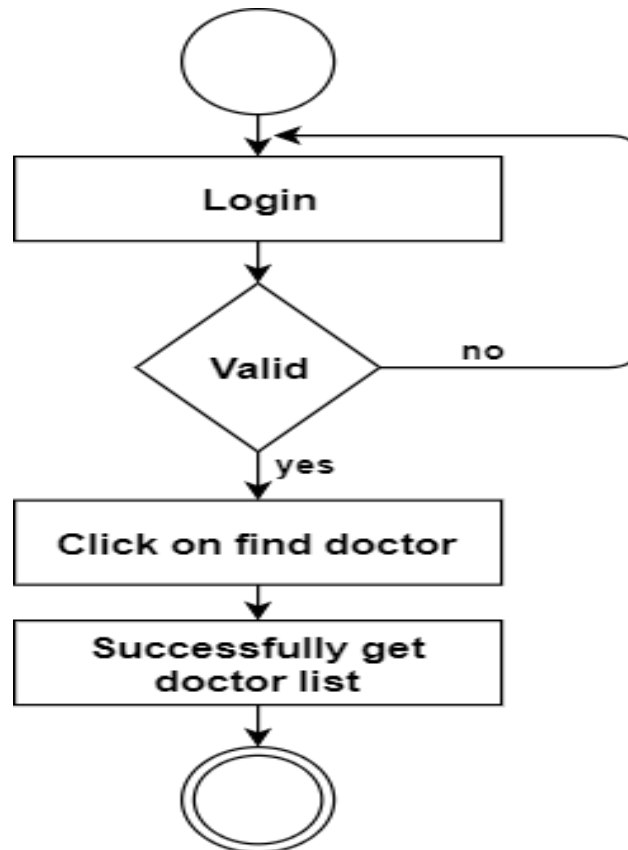 Login
Valid
no
yes
Click on find doctor
Successfully get
doctor list